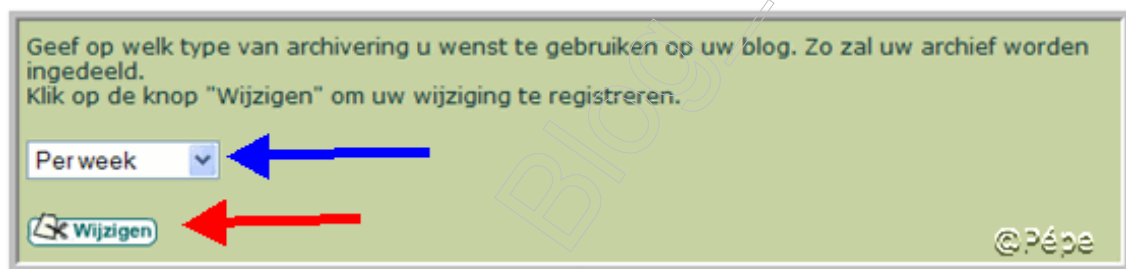 Geef op welk type van archivering u wenst te gebruiken op uw blog. Zo zal uw archief worden
ingedeeld.
Klik op de knop "Wijzigen" om uw wijziging te registreren.
Per week
Wijzigen
@Pépe
Blog_